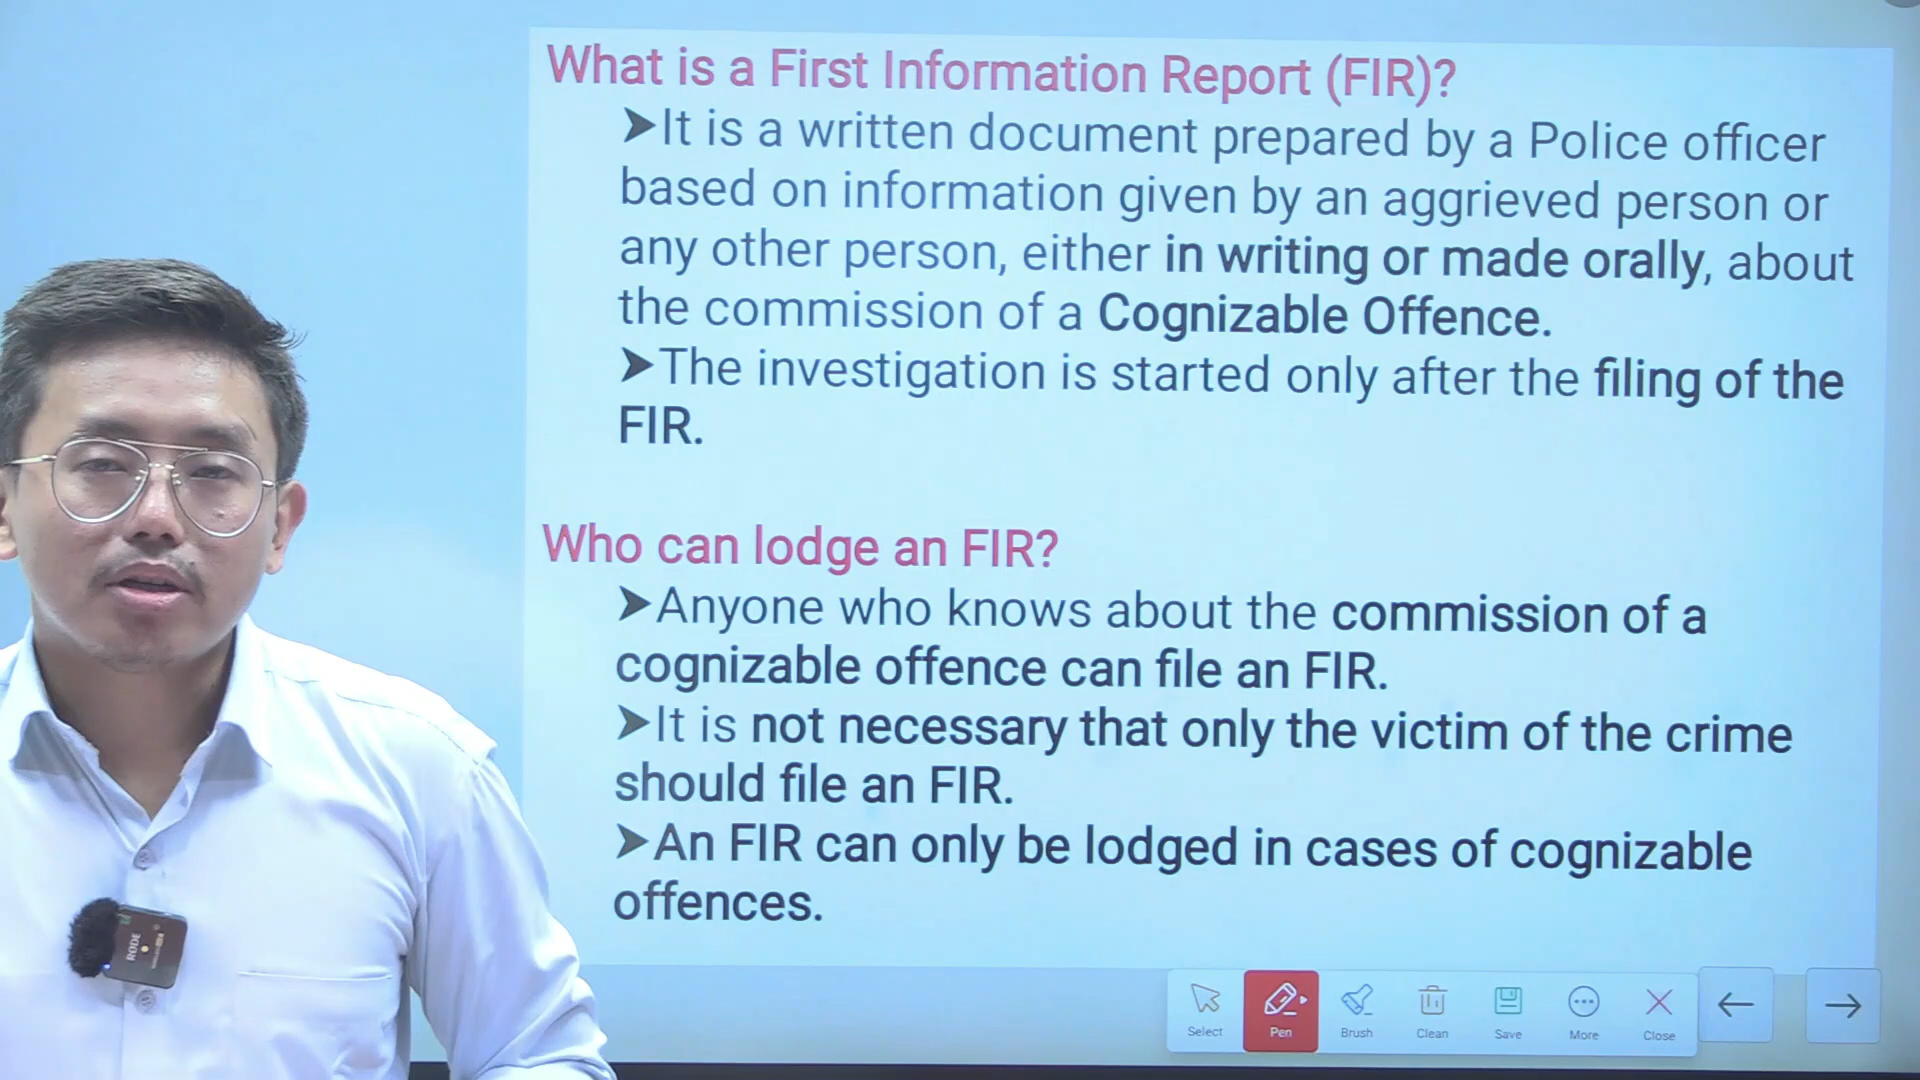 What is a First Information Report (FIR)?
➤It is a written document prepared by a Police officer
based on information given by an aggrieved person or
any other person, either in writing or made orally, about
the commission of a Cognizable Offence.
➤The investigation is started only after the filing of the
FIR.
Who can lodge an FIR?
➤Anyone who knows about the commission of a
cognizable offence can file an FIR.
➤It is not necessary that only the victim of the crime
should file an FIR.
➤An FIR can only be lodged in cases of cognizable
offences.
Select Pen Brush Clean Save More Close
RODE